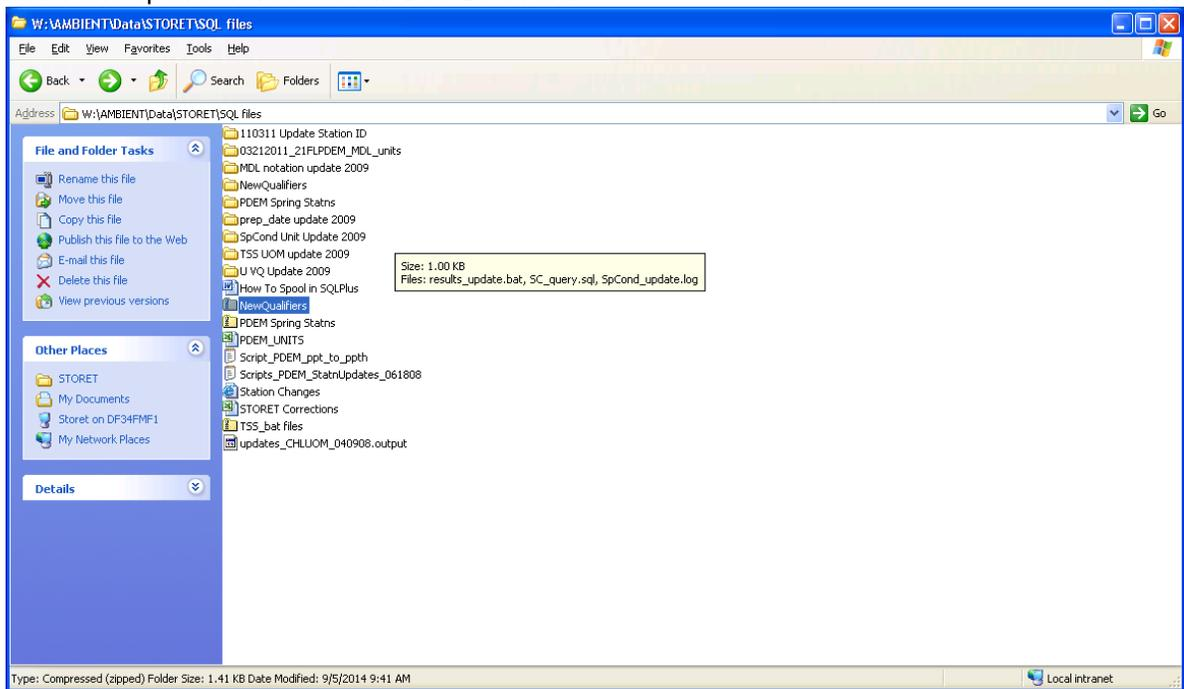 W:\AMBIENT\Data\STORET\SQL files
File Edit View Favorites Tools Help
Back Search Folders
Address W:\AMBIENT\Data\STORET\SQL files Go
File and Folder Tasks
Rename this file
Move this file
Copy this file
Publish this file to the Web
E-mail this file
Delete this file
View previous versions
Other Places
STORET
My Documents
Storet on DF34FMF1
My Network Places
Details
110311 Update Station ID
03212011_21FLPDEM_MDL_units
MDL notation update 2009
NewQualifiers
PDEM Spring Statns
prep_date update 2009
SpCond Unit Update 2009
TSS UOM update 2009
U VQ Update 2009
How To Spool in SQLPlus
NewQualifiers
PDEM Spring Statns
PDEM_UNITS
Script_PDEM_ppt_to_ppth
Scripts_PDEM_StatnUpdates_061808
Station Changes
STORET Corrections
TSS_bat files
updates_CHLUOM_040908.output
Size: 1.00 KB
Files: results_update.bat, SC_query.sql, SpCond_update.log
Type: Compressed (zipped) Folder Size: 1.41 KB Date Modified: 9/5/2014 9:41 AM
Local intranet